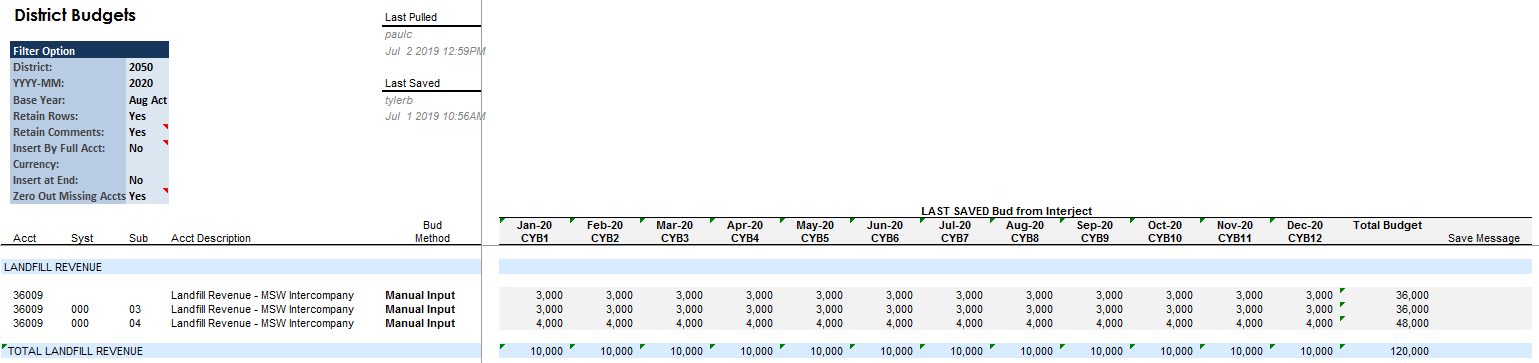 District Budgets
Last Pulled
paulc
Jul 2 2019 12:59PM
Filter Option
District: 2050
YYYY-MM: 2020
Last Saved
Base Year: Aug Act
tylerb
Retain Rows: Yes
Jul 1 2019 10:56AM
Retain Comments: Yes
Insert By Full Acct: No
Currency:
Insert at End: No
Zero Out Missing Accts Yes
LAST SAVED Bud from Interject
Bud Jan-20 Feb-20 Mar-20 Apr-20 May-20 Jun-20 Jul-20 Aug-20 Sep-20 Oct-20 Nov-20 Dec-20 Total Budget
Acct Syst Sub Acct Description Method CYB1 CYB2 CYB3 CYB4 CYB5 CYB6 CYB7 CYB8 CYB9 CYB10 CYB11 CYB12 Save Message
LANDFILL REVENUE
36009 Landfill Revenue - MSW Intercompany Manual Input 3,000 3,000 3,000 3,000 3,000 3,000 3,000 3,000 3,000 3,000 3,000 3,000 36,000
36009 000 03 Landfill Revenue - MSW Intercompany Manual Input 3,000 3,000 3,000 3,000 3,000 3,000 3,000 3,000 3,000 3,000 3,000 3,000 36,000
36009 000 04 Landfill Revenue - MSW Intercompany Manual Input 4,000 4,000 4,000 4,000 4,000 4,000 4,000 4,000 4,000 4,000 4,000 4,000 48,000
TOTAL LANDFILL REVENUE 10,000 10,000 10,000 10,000 10,000 10,000 10,000 10,000 10,000 10,000 10,000 10,000 120,000